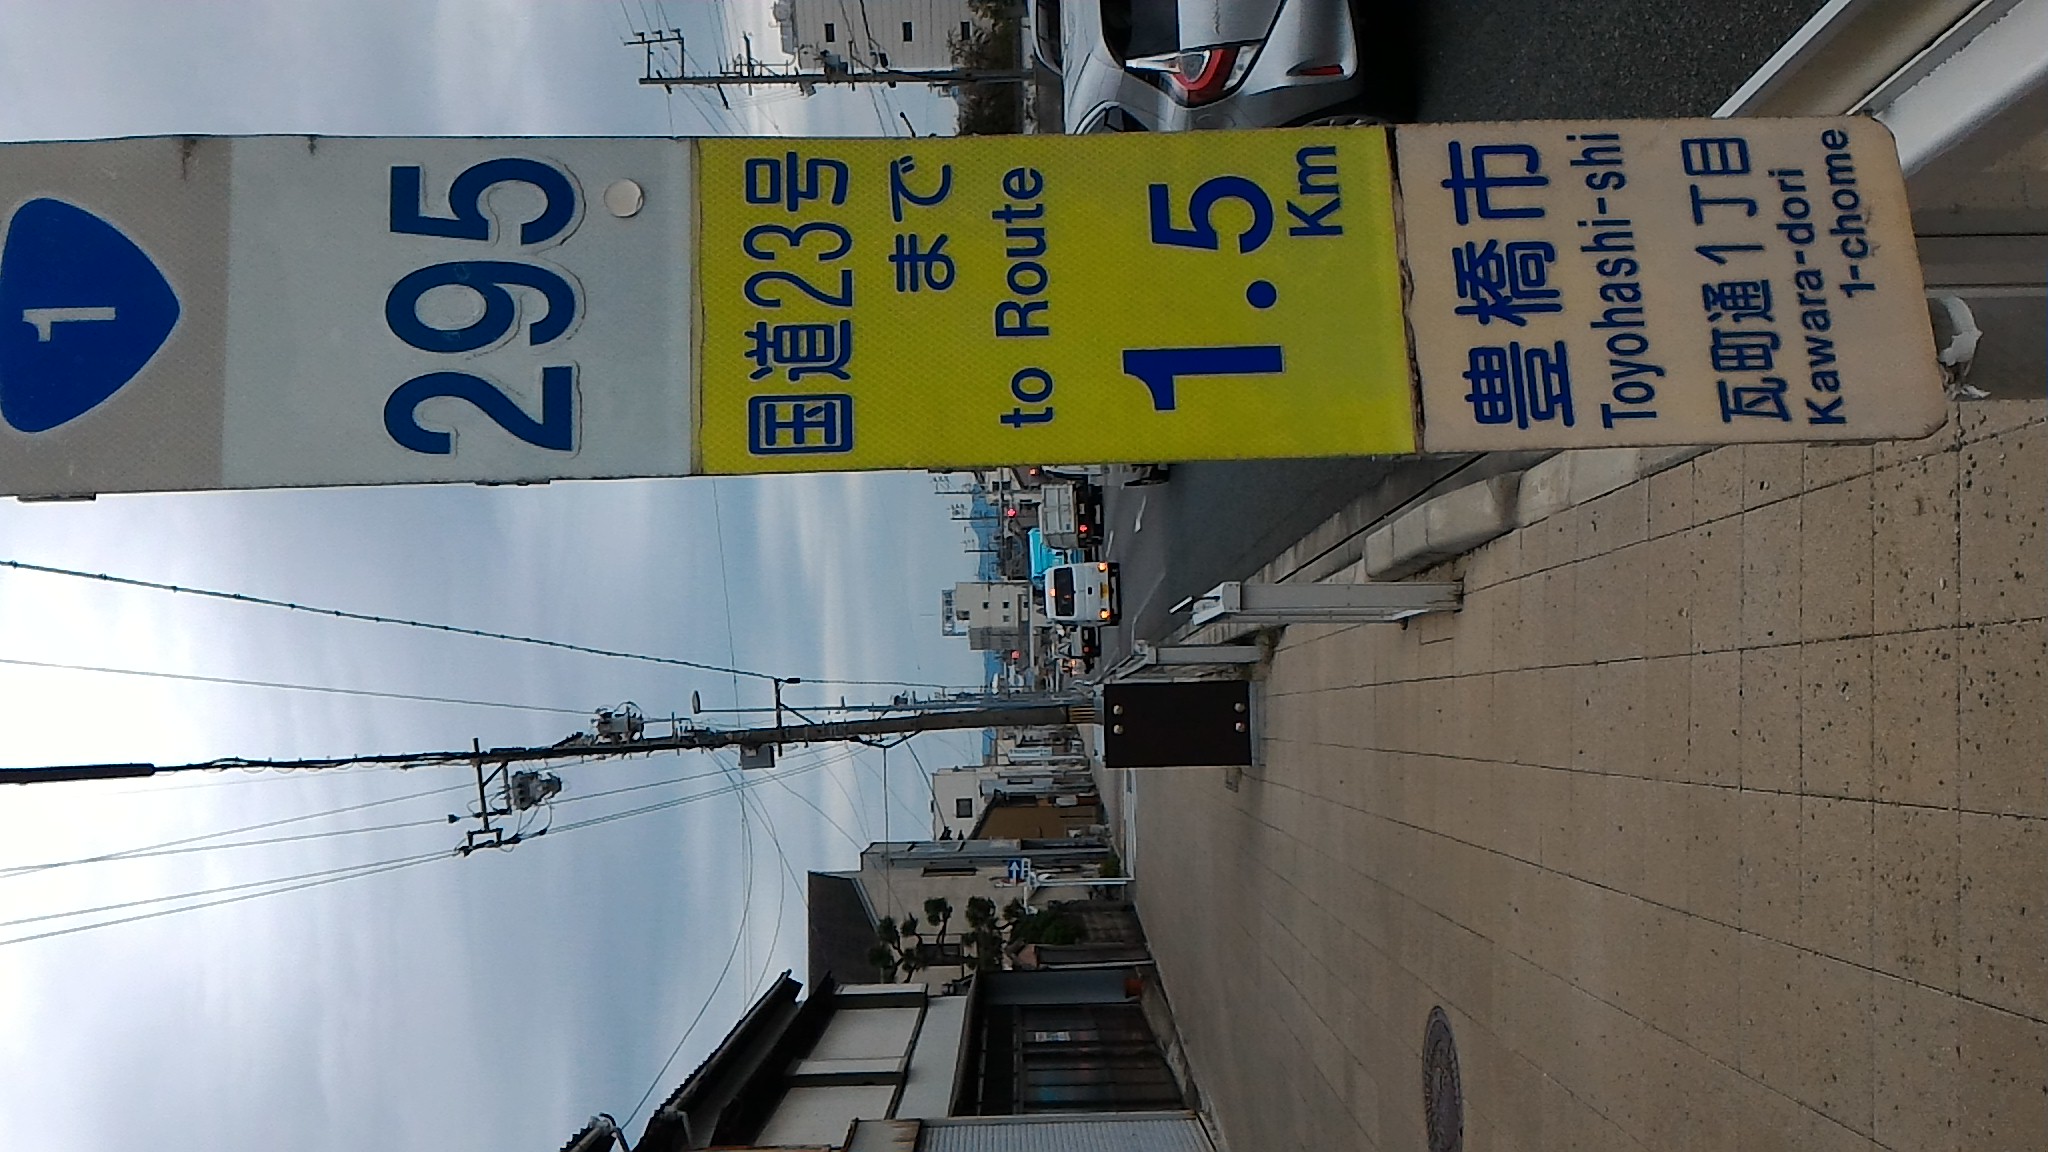 1
295
国道23号
まで
to Route
1.5
Km
豊橋市
Toyohashi-shi
瓦町通1丁目
Kawara-dori
1-chome